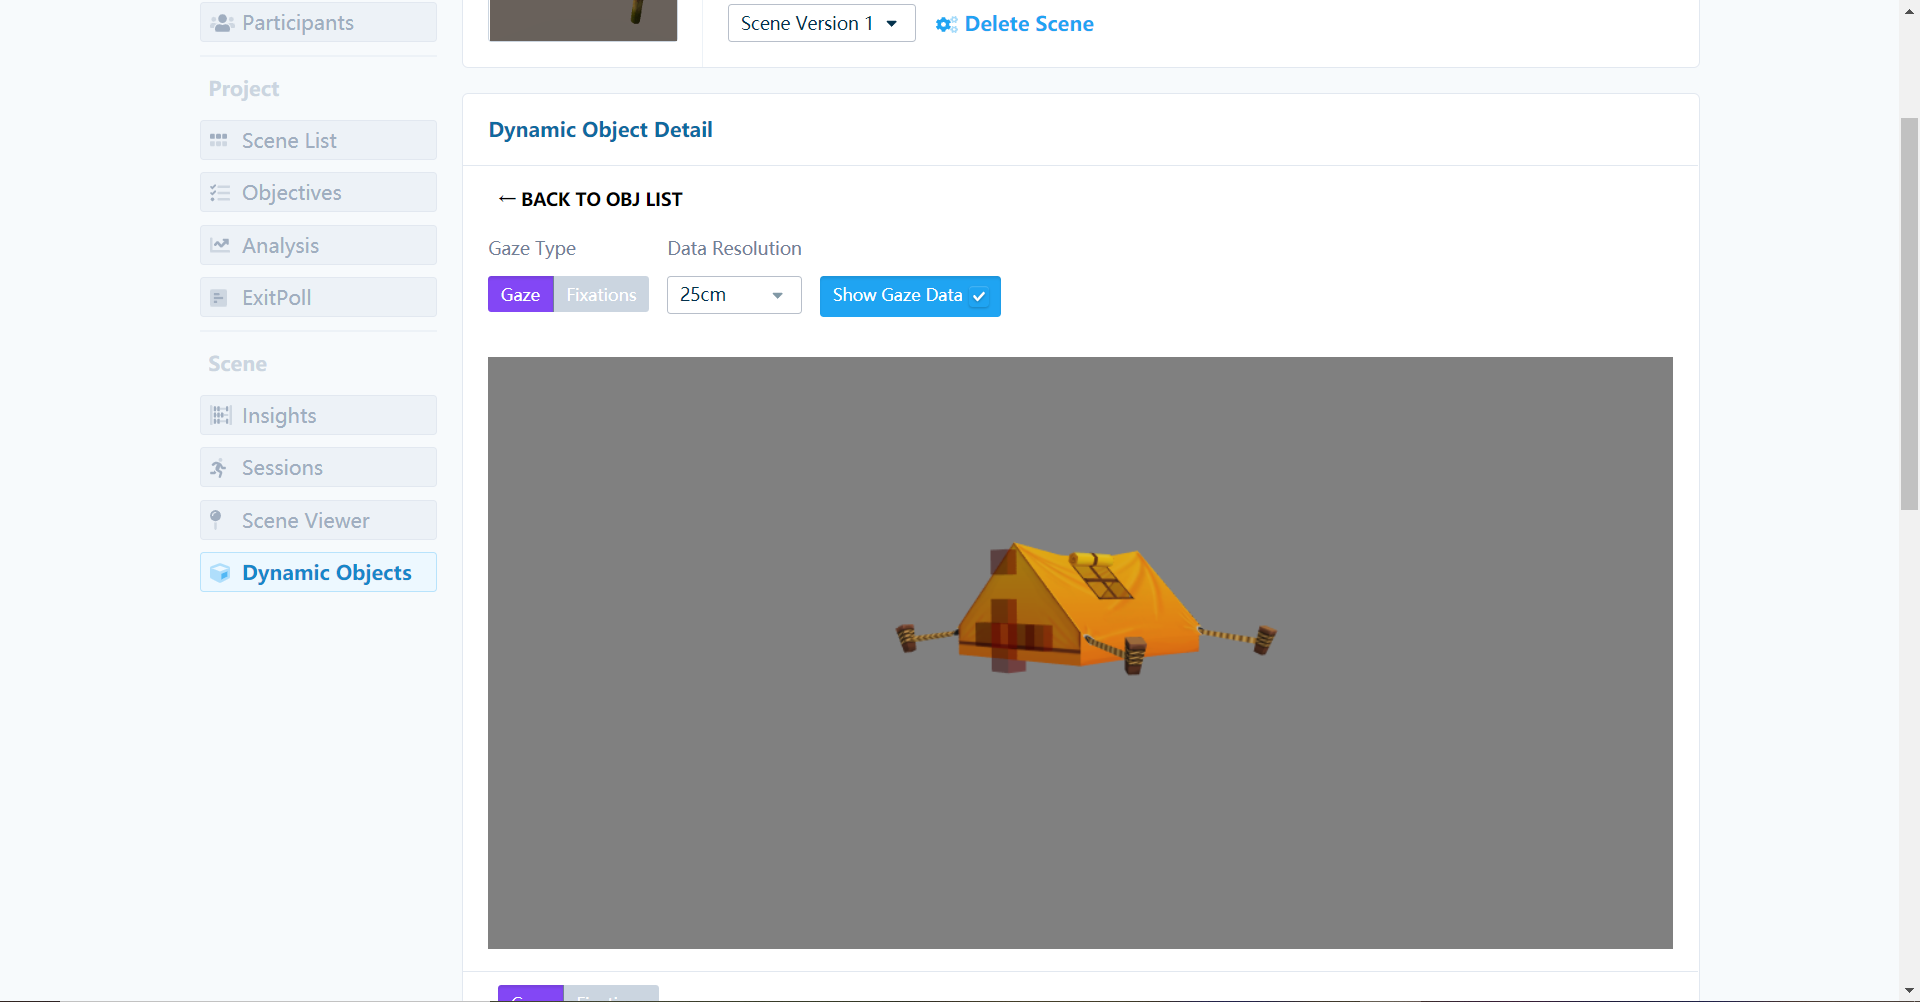 Participants
Project
Scene List
Objectives
Analysis
ExitPoll
Scene
Insights
Sessions
Scene Viewer
Dynamic Objects
Scene Version 1
Delete Scene
Dynamic Object Detail
← BACK TO OBJ LIST
Gaze Type
Data Resolution
Gaze
Fixations
25cm
Show Gaze Data